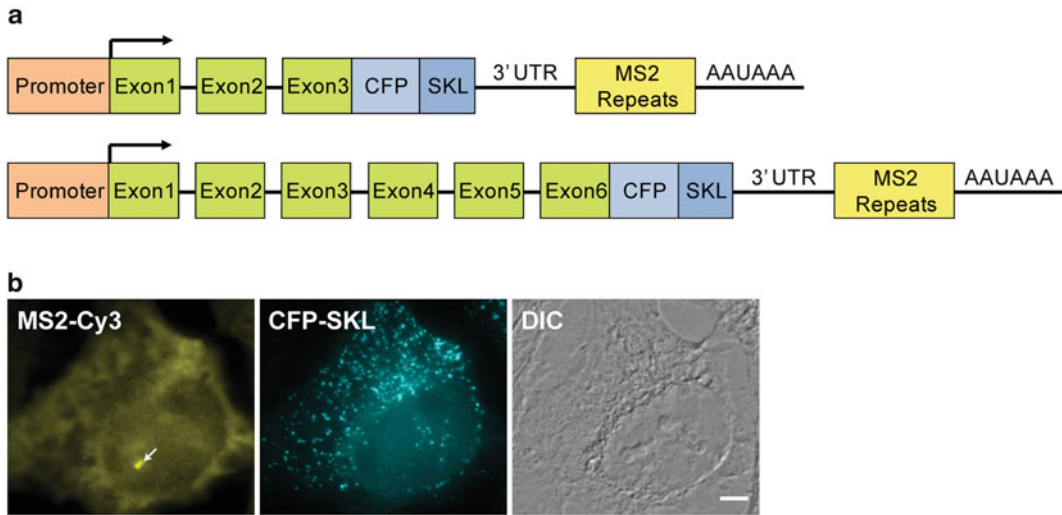 a
Promoter Exon1 Exon2 Exon3 CFP SKL 3' UTR MS2 Repeats AAUAAA
Promoter Exon1 Exon2 Exon3 Exon4 Exon5 Exon6 CFP SKL 3' UTR MS2 Repeats AAUAAA
b
MS2-Cy3 CFP-SKL DIC